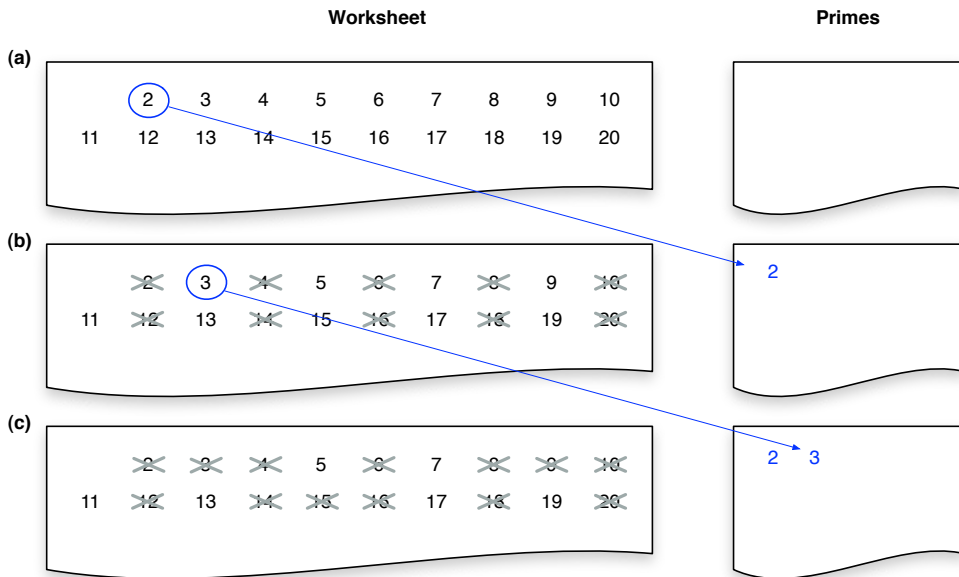 Worksheet Primes
(a)
2 3 4 5 6 7 8 9 10
11 12 13 14 15 16 17 18 19 20
(b)
2 3 4 5 6 7 8 9 10 2
11 12 13 14 15 16 17 18 19 20
(c)
2 3 4 5 6 7 8 9 10 2 3
11 12 13 14 15 16 17 18 19 20